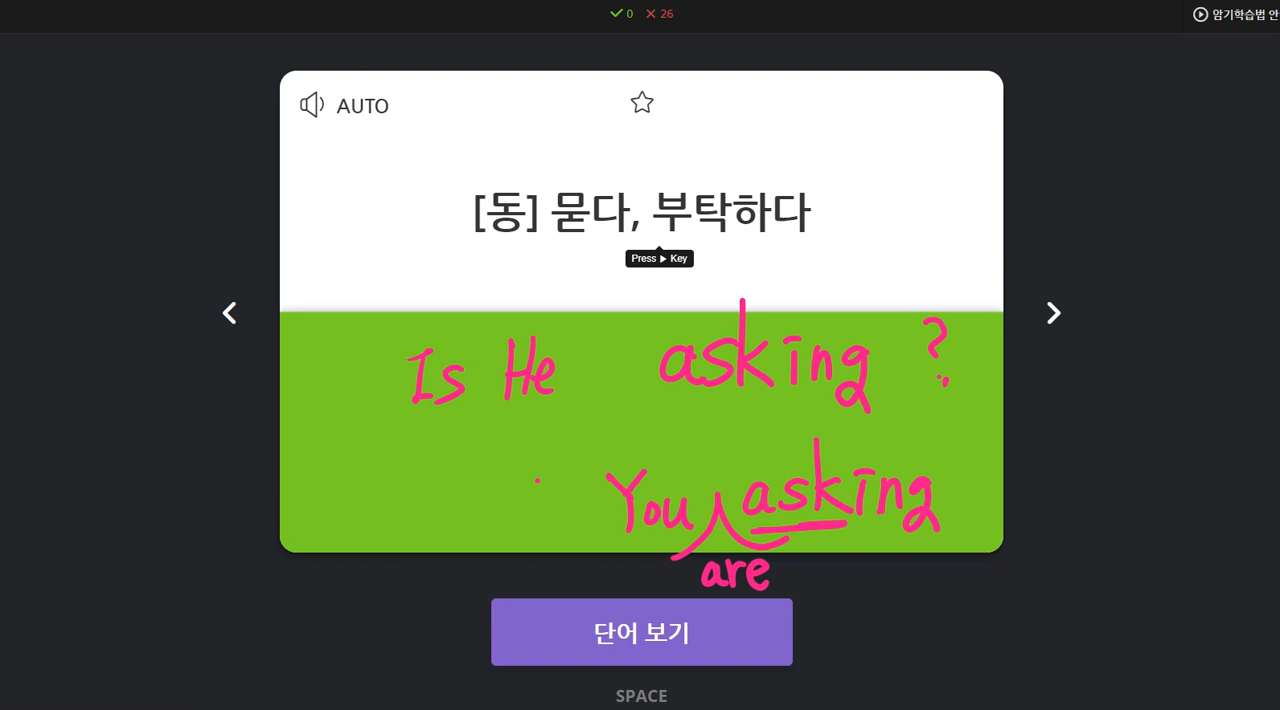 0 26
암기학습법 안
AUTO
[동] 묻다, 부탁하다
Press Key
Is He asking ?
You asking
are
단어 보기
SPACE